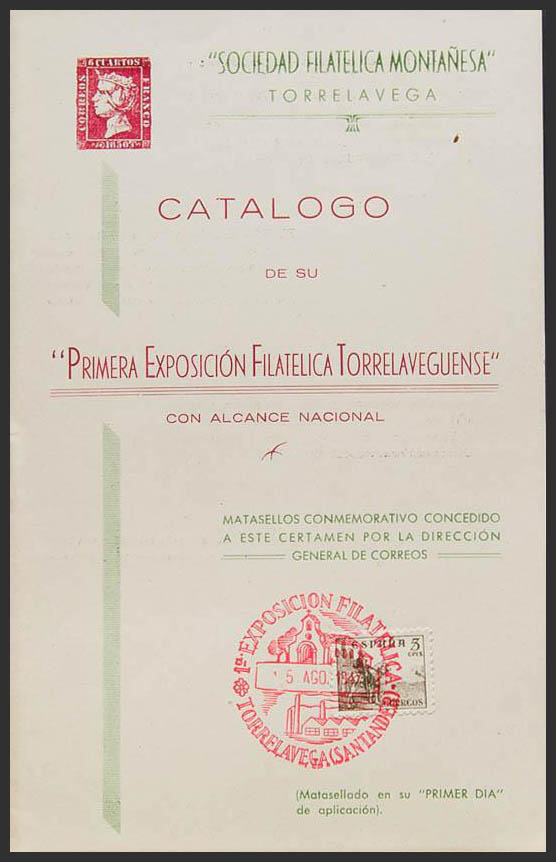 6 CUARTOS
CORREOS
FRANCO
1850
"SOCIEDAD FILATELICA MONTAÑESA"
TORRELAVEGA
CATALOGO
DE SU
"PRIMERA EXPOSICIÓN FILATELICA TORRELAVEGUENSE"
CON ALCANCE NACIONAL
MATASELLOS CONMEMORATIVO CONCEDIDO
A ESTE CERTAMEN POR LA DIRECCIÓN
GENERAL DE CORREOS
1ª EXPOSICION FILATELICA
5 AGO. 1947
TORRELAVEGA (SANTANDER)
ESPAÑA 5
CTS
CORREOS
(Matasellado en su "PRIMER DIA"
de aplicación).